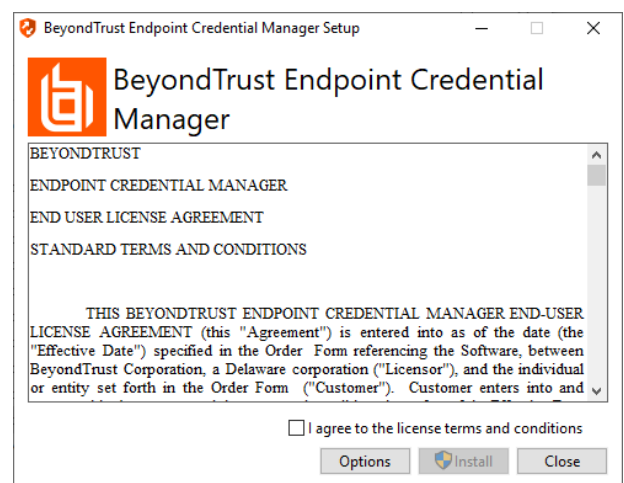 BeyondTrust Endpoint Credential Manager Setup
BeyondTrust Endpoint Credential
Manager
BEYONDTRUST
ENDPOINT CREDENTIAL MANAGER
END USER LICENSE AGREEMENT
STANDARD TERMS AND CONDITIONS
THIS BEYONDTRUST ENDPOINT CREDENTIAL MANAGER END-USER
LICENSE AGREEMENT (this "Agreement") is entered into as of the date (the
"Effective Date") specified in the Order Form referencing the Software, between
BeyondTrust Corporation, a Delaware corporation ("Licensor"), and the individual
or entity set forth in the Order Form ("Customer"). Customer enters into and
I agree to the license terms and conditions
Options Install Close